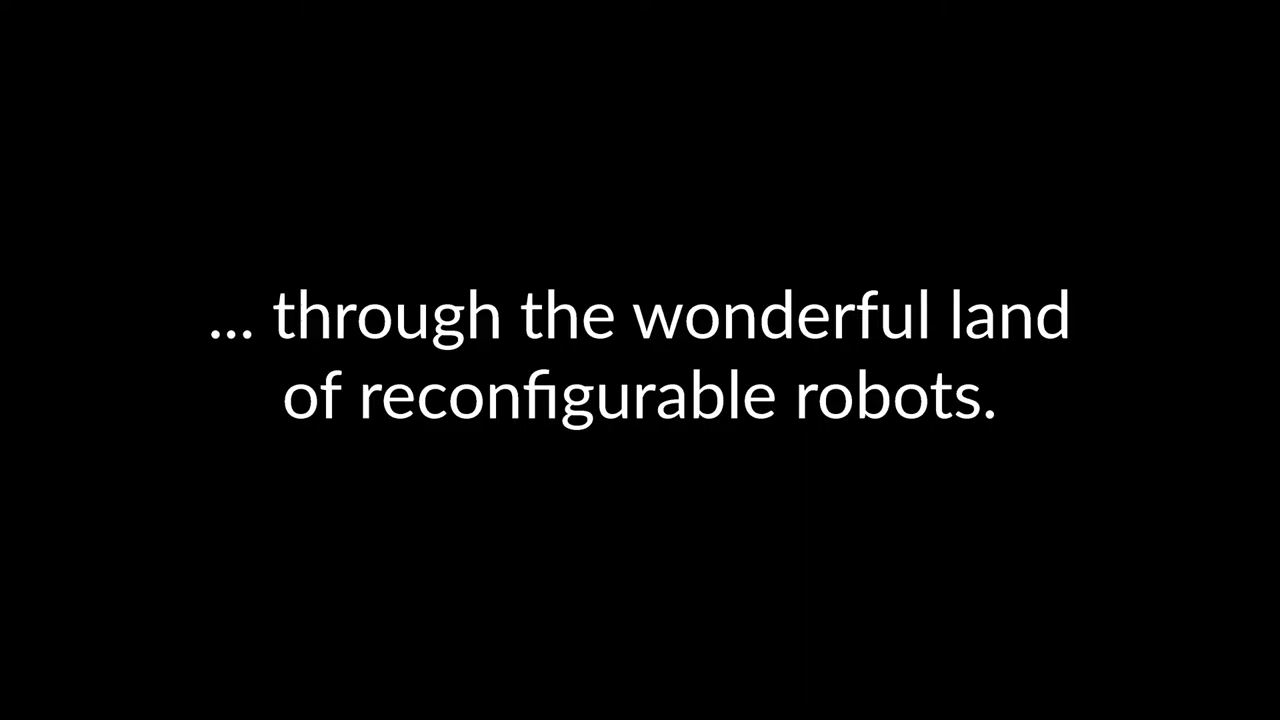 ... through the wonderful land
of reconfigurable robots.